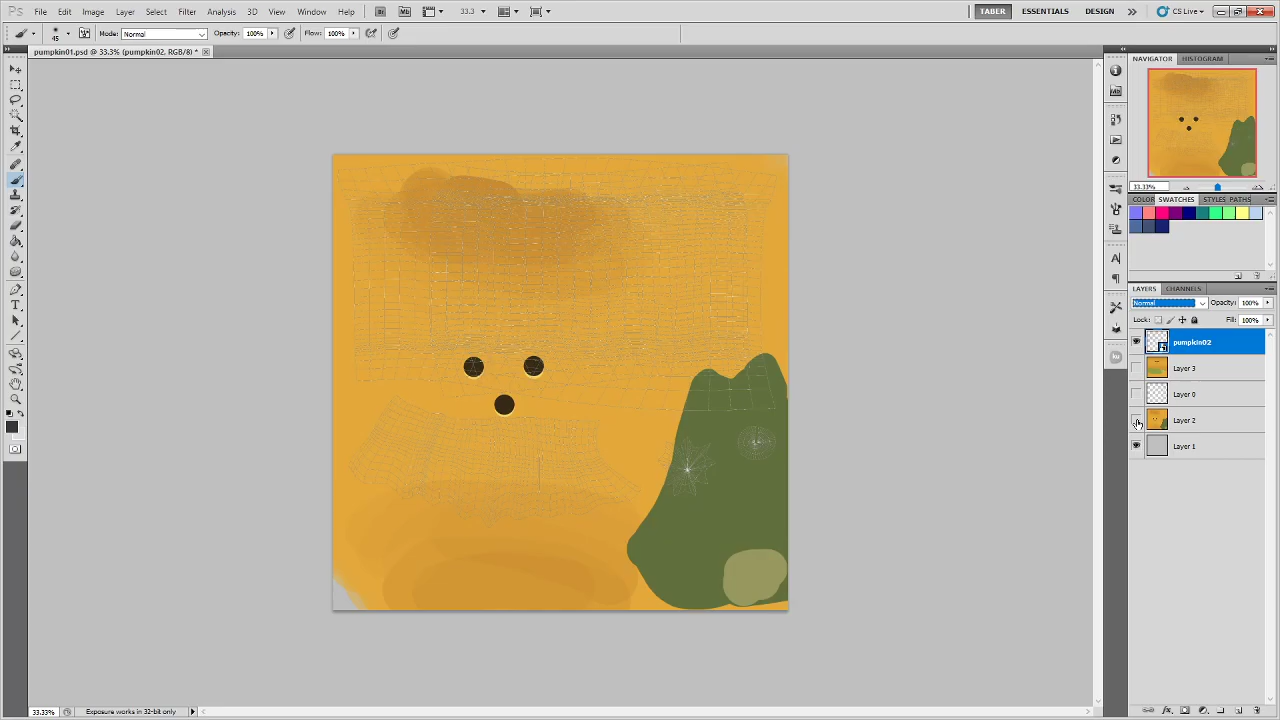 Ps File Edit Image Layer Select Filter Analysis 3D View Window Help Br Mb 33.3 TABER ESSENTIALS DESIGN CS Live
45 Mode: Normal Opacity: 100% Flow: 100%
pumpkin01.psd @ 33.3% (pumpkin02, RGB/8) *
NAVIGATOR HISTOGRAM
33.33%
COLOR SWATCHES STYLES PATHS
LAYERS CHANNELS
Normal Opacity: 100%
Lock: Fill: 100%
pumpkin02
Layer 3
Layer 0
Layer 2
Layer 1
33.33% Exposure works in 32-bit only